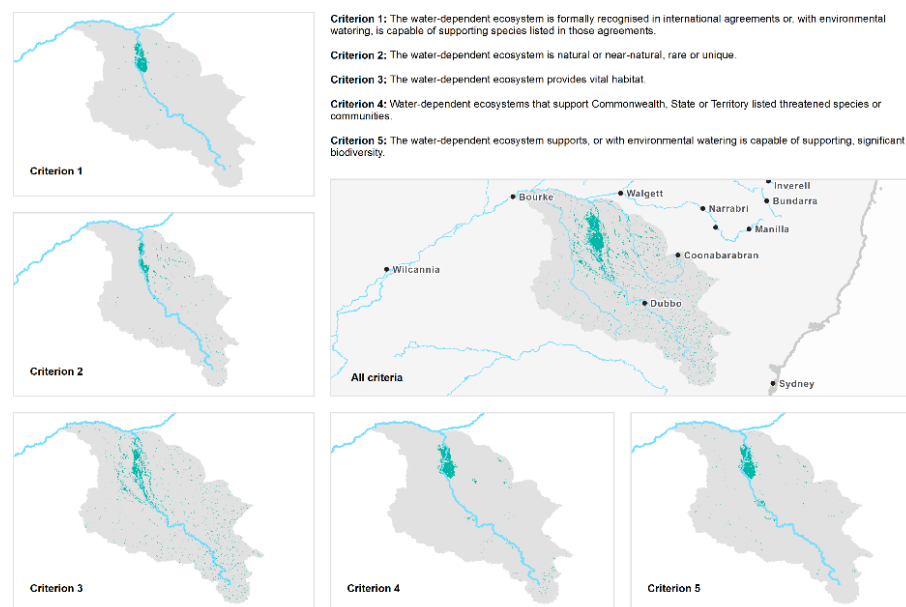 Criterion 1
Criterion 1: The water-dependent ecosystem is formally recognised in international agreements or, with environmental
watering, is capable of supporting species listed in those agreements.
Criterion 2: The water-dependent ecosystem is natural or near-natural, rare or unique.
Criterion 3: The water-dependent ecosystem provides vital habitat.
Criterion 4: Water-dependent ecosystems that support Commonwealth, State or Territory listed threatened species or
communities.
Criterion 5: The water-dependent ecosystem supports, or with environmental watering is capable of supporting, significant
biodiversity.
Criterion 2
Bourke
Walgett
Inverell
Bundarra
Narrabri
Manilla
Coonabarabran
Wilcannia
Dubbo
All criteria
Sydney
Criterion 3
Criterion 4
Criterion 5